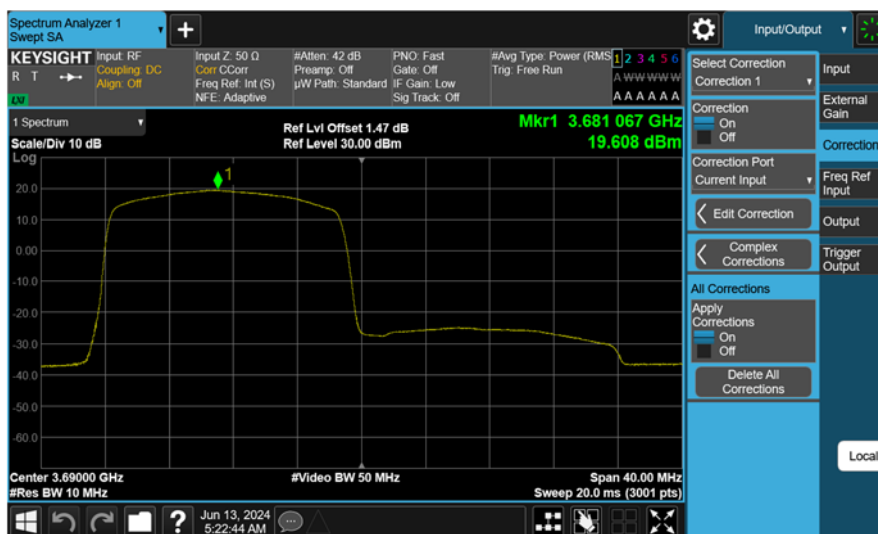 Spectrum Analyzer 1
Swept SA
Input/Output
KEYSIGHT
R T
LXI
Input: RF
Coupling: DC
Align: Off
Input Z: 50 Ω
Corr CCorr
Freq Ref: Int (S)
NFE: Adaptive
#Atten: 42 dB
Preamp: Off
µW Path: Standard
PNO: Fast
Gate: Off
IF Gain: Low
Sig Track: Off
#Avg Type: Power (RMS
Trig: Free Run
1 2 3 4 5 6
A W W W W W
A A A A A A
1 Spectrum
Scale/Div 10 dB
Log
Ref Lvl Offset 1.47 dB
Ref Level 30.00 dBm
Mkr1 3.681 067 GHz
19.608 dBm
1
20.0
10.0
0.00
-10.0
-20.0
-30.0
-40.0
-50.0
-60.0
Center 3.69000 GHz
#Res BW 10 MHz
#Video BW 50 MHz
Span 40.00 MHz
Sweep 20.0 ms (3001 pts)
Jun 13, 2024
5:22:44 AM
Select Correction
Correction 1
Correction
On
Off
Correction Port
Current Input
Edit Correction
Complex
Corrections
All Corrections
Apply
Corrections
On
Off
Delete All
Corrections
Input
External
Gain
Correction
Freq Ref
Input
Output
Trigger
Output
Local